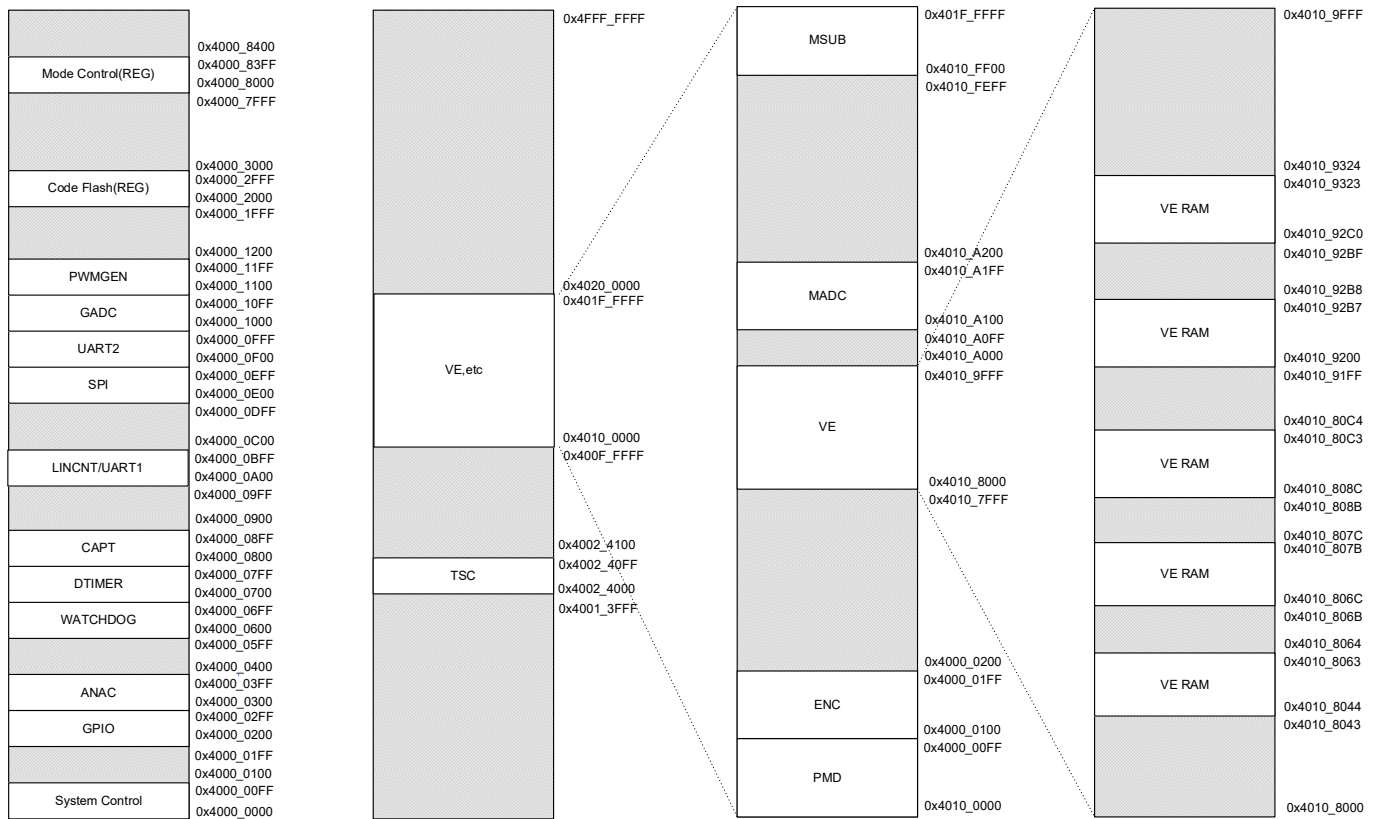 0x4000_8400
Mode Control(REG)
0x4000_83FF
0x4000_8000
0x4000_7FFF
0x4000_3000
Code Flash(REG)
0x4000_2FFF
0x4000_2000
0x4000_1FFF
0x4000_1200
PWMGEN
0x4000_11FF
0x4000_1100
GADC
0x4000_10FF
0x4000_1000
UART2
0x4000_0FFF
0x4000_0F00
SPI
0x4000_0EFF
0x4000_0E00
0x4000_0DFF
0x4000_0C00
LINCNT/UART1
0x4000_0BFF
0x4000_0A00
0x4000_09FF
0x4000_0900
CAPT
0x4000_08FF
0x4000_0800
DTIMER
0x4000_07FF
0x4000_0700
WATCHDOG
0x4000_06FF
0x4000_0600
0x4000_05FF
0x4000_0400
ANAC
0x4000_03FF
0x4000_0300
GPIO
0x4000_02FF
0x4000_0200
0x4000_01FF
0x4000_0100
System Control
0x4000_00FF
0x4000_0000
0x4FFF_FFFF
0x4020_0000
0x401F_FFFF
VE,etc
0x4010_0000
0x400F_FFFF
0x4002_4100
0x4002_40FF
TSC
0x4002_4000
0x4001_3FFF
0x401F_FFFF
MSUB
0x4010_FF00
0x4010_FEFF
0x4010_A200
0x4010_A1FF
MADC
0x4010_A100
0x4010_A0FF
0x4010_A000
0x4010_9FFF
VE
0x4010_8000
0x4010_7FFF
0x4000_0200
0x4000_01FF
ENC
0x4000_0100
0x4000_00FF
PMD
0x4010_0000
0x4010_9FFF
0x4010_9324
0x4010_9323
VE RAM
0x4010_92C0
0x4010_92BF
0x4010_92B8
0x4010_92B7
VE RAM
0x4010_9200
0x4010_91FF
0x4010_80C4
0x4010_80C3
VE RAM
0x4010_808C
0x4010_808B
0x4010_807C
0x4010_807B
VE RAM
0x4010_806C
0x4010_806B
0x4010_8064
0x4010_8063
VE RAM
0x4010_8044
0x4010_8043
0x4010_8000